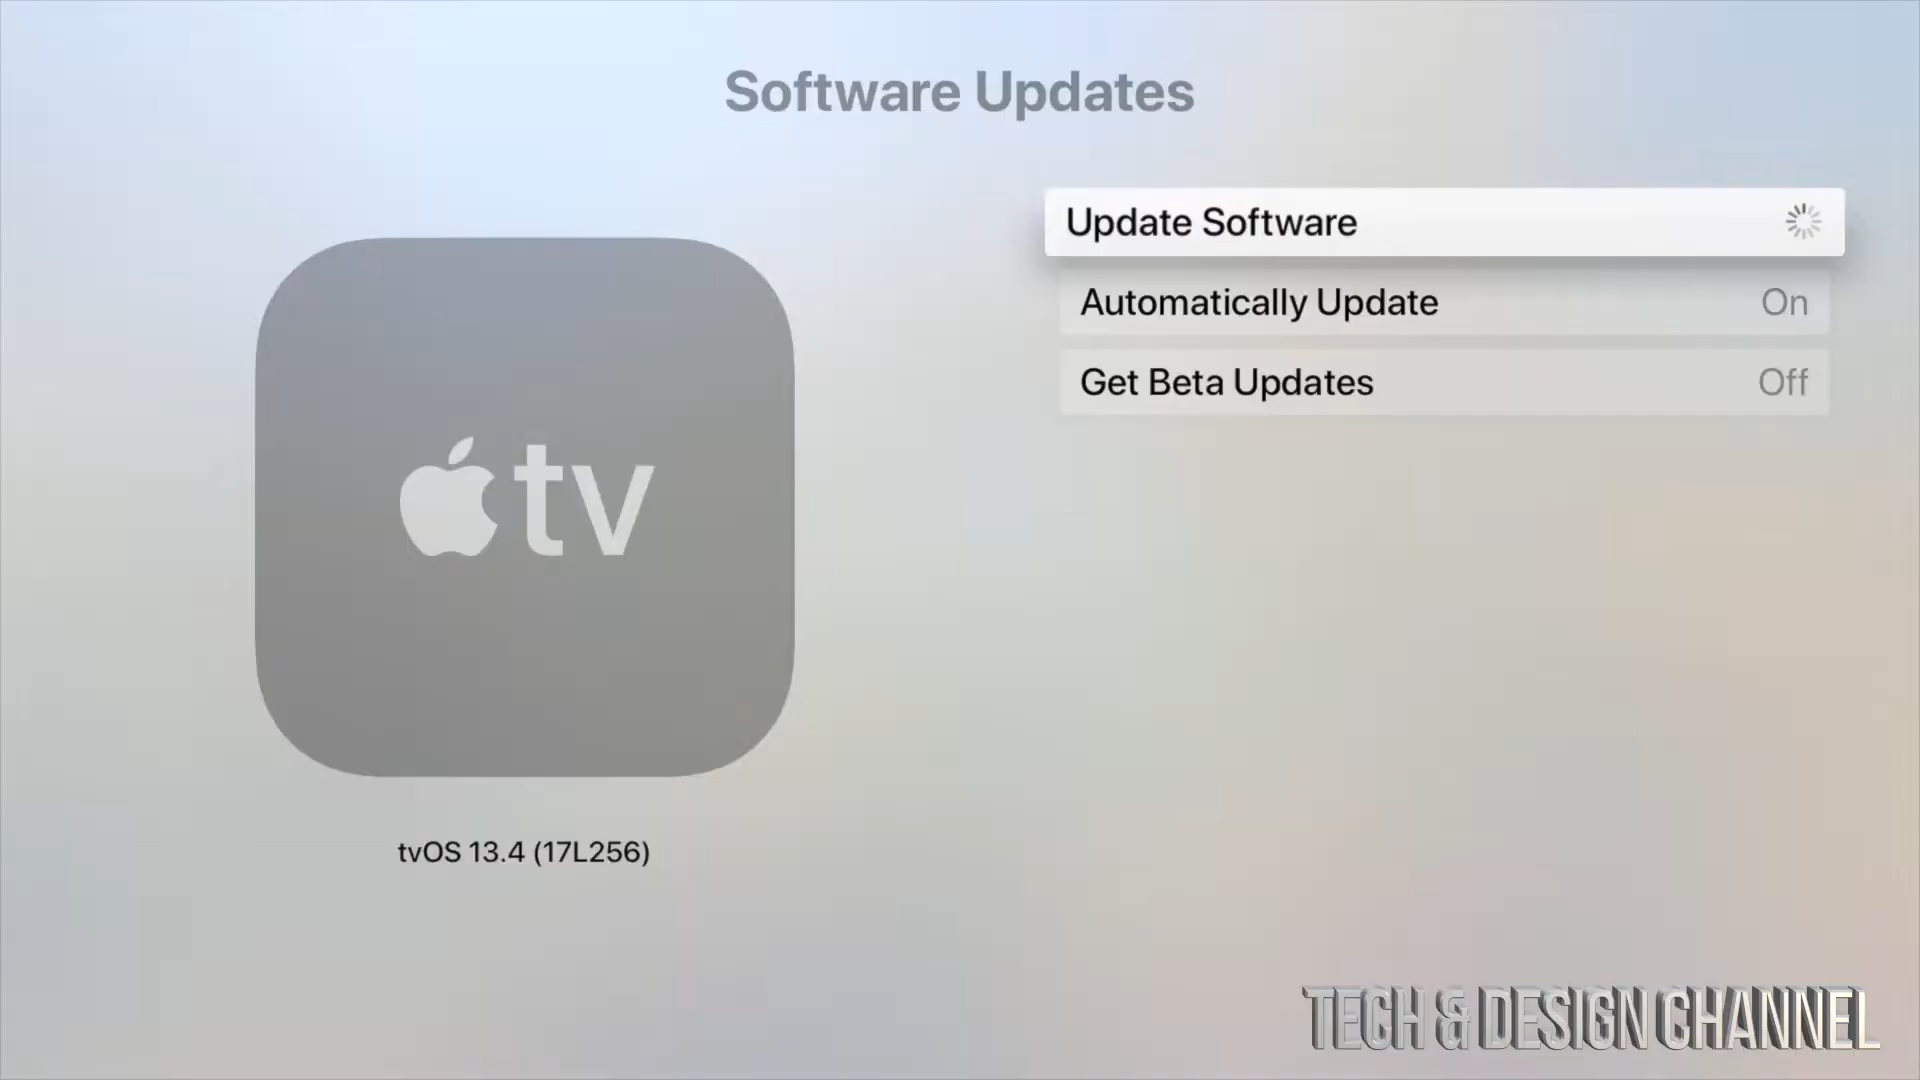 Software Updates
Update Software
Automatically Update On
Get Beta Updates Off
tv
tvOS 13.4 (17L256)
TECH & DESIGN CHANNEL